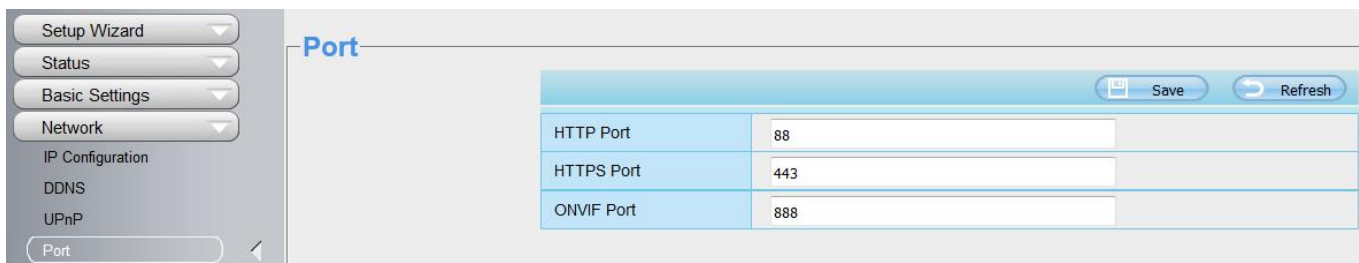 Setup Wizard
Status
Basic Settings
Network
IP Configuration
DDNS
UPnP
Port
Port
Save Refresh
HTTP Port 88
HTTPS Port 443
ONVIF Port 888